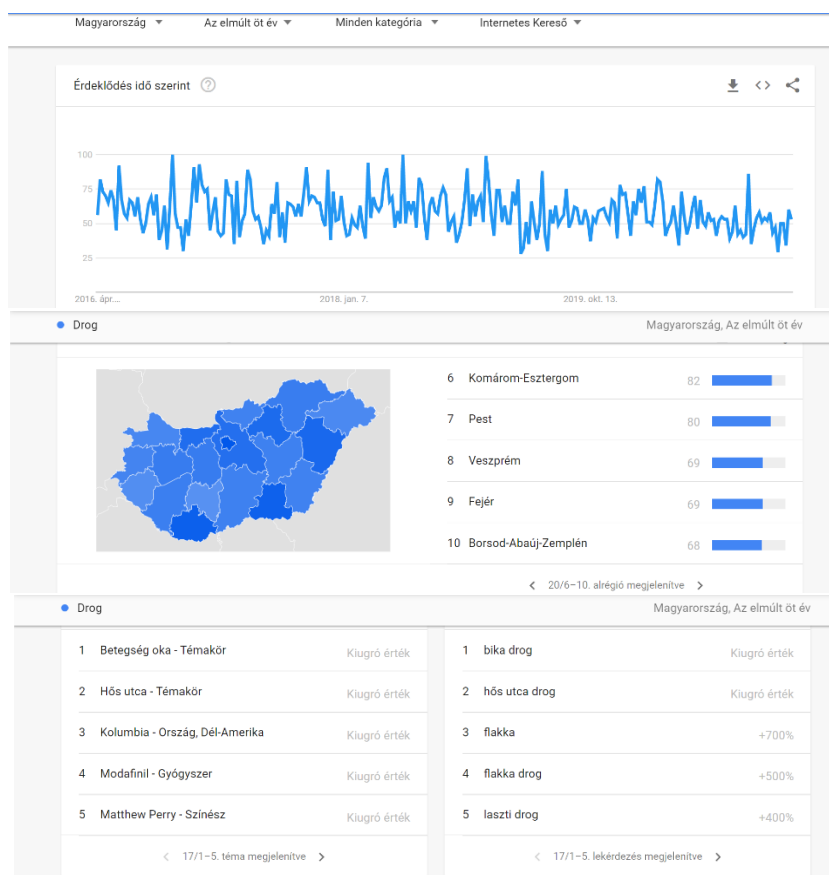 Magyarország Az elmúlt öt év Minden kategória Internetes Kereső
Érdeklődés idő szerint
100
75
50
25
2016. ápr.... 2018. jan. 7. 2019. okt. 13.
Drog Magyarország, Az elmúlt öt év
6 Komárom-Esztergom 82
7 Pest 80
8 Veszprém 69
9 Fejér 69
10 Borsod-Abaúj-Zemplén 68
20/6–10. alrégió megjelenítve
Drog Magyarország, Az elmúlt öt év
1 Betegség oka - Témakör Kiugró érték
2 Hős utca - Témakör Kiugró érték
3 Kolumbia - Ország, Dél-Amerika Kiugró érték
4 Modafinil - Gyógyszer Kiugró érték
5 Matthew Perry - Színész Kiugró érték
17/1–5. téma megjelenítve
1 bika drog Kiugró érték
2 hős utca drog Kiugró érték
3 flakka +700%
4 flakka drog +500%
5 laszti drog +400%
17/1–5. lekérdezés megjelenítve